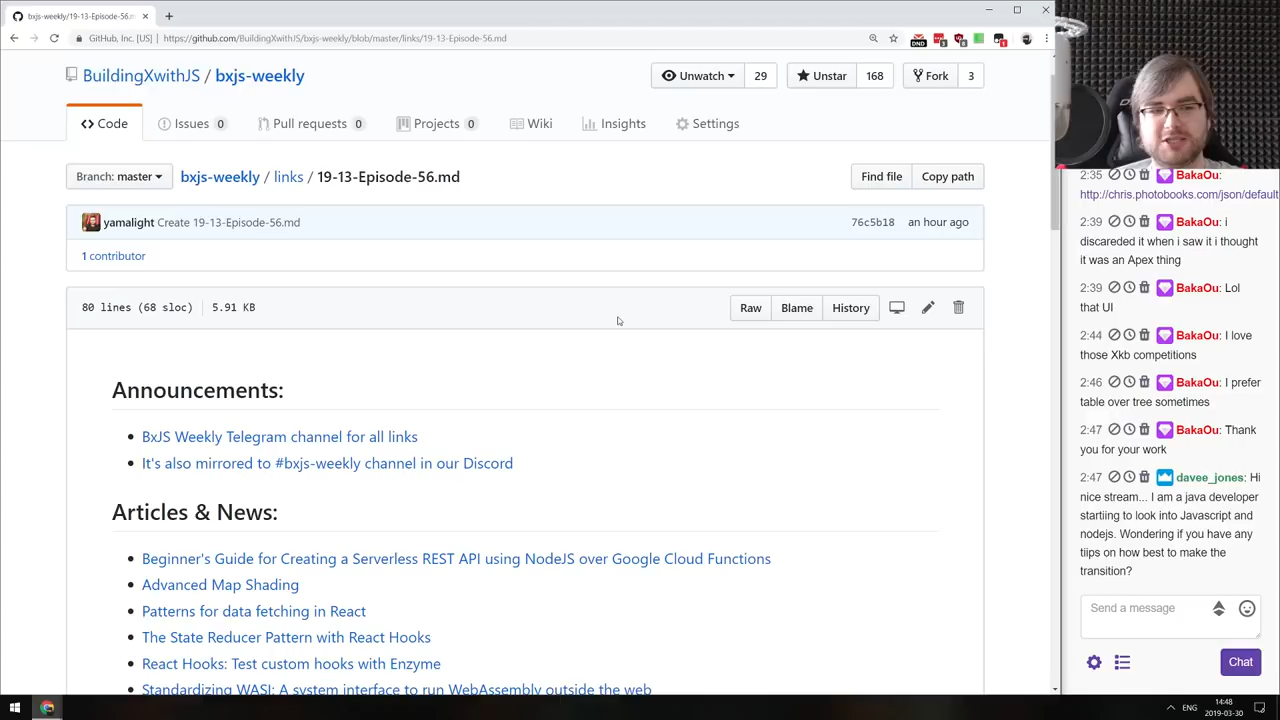 bxjs-weekly/19-13-Episode-56.m
GitHub, Inc. [US] | https://github.com/BuildingXwithJS/bxjs-weekly/blob/master/links/19-13-Episode-56.md
DND
BuildingXwithJS / bxjs-weekly
Unwatch 29
Unstar 168
Fork 3
Code
Issues 0
Pull requests 0
Projects 0
Wiki
Insights
Settings
Branch: master
bxjs-weekly / links / 19-13-Episode-56.md
Find file
Copy path
yamalight Create 19-13-Episode-56.md
76c5b18 an hour ago
1 contributor
80 lines (68 sloc) 5.91 KB
Raw
Blame
History
Announcements:
BxJS Weekly Telegram channel for all links
It's also mirrored to #bxjs-weekly channel in our Discord
Articles & News:
Beginner's Guide for Creating a Serverless REST API using NodeJS over Google Cloud Functions
Advanced Map Shading
Patterns for data fetching in React
The State Reducer Pattern with React Hooks
React Hooks: Test custom hooks with Enzyme
Standardizing WASI: A system interface to run WebAssembly outside the web
2:35 BakaOu:
http://chris.photobooks.com/json/default
2:39 BakaOu: i
discareded it when i saw it i thought
it was an Apex thing
2:39 BakaOu: Lol
that UI
2:44 BakaOu: I love
those Xkb competitions
2:46 BakaOu: I prefer
table over tree sometimes
2:47 BakaOu: Thank
you for your work
2:47 davee_jones: Hi
nice stream... I am a java developer
startiing to look into Javascript and
nodejs. Wondering if you have any
tiips on how best to make the
transition?
Send a message
Chat
ENG
14:48
2019-03-30